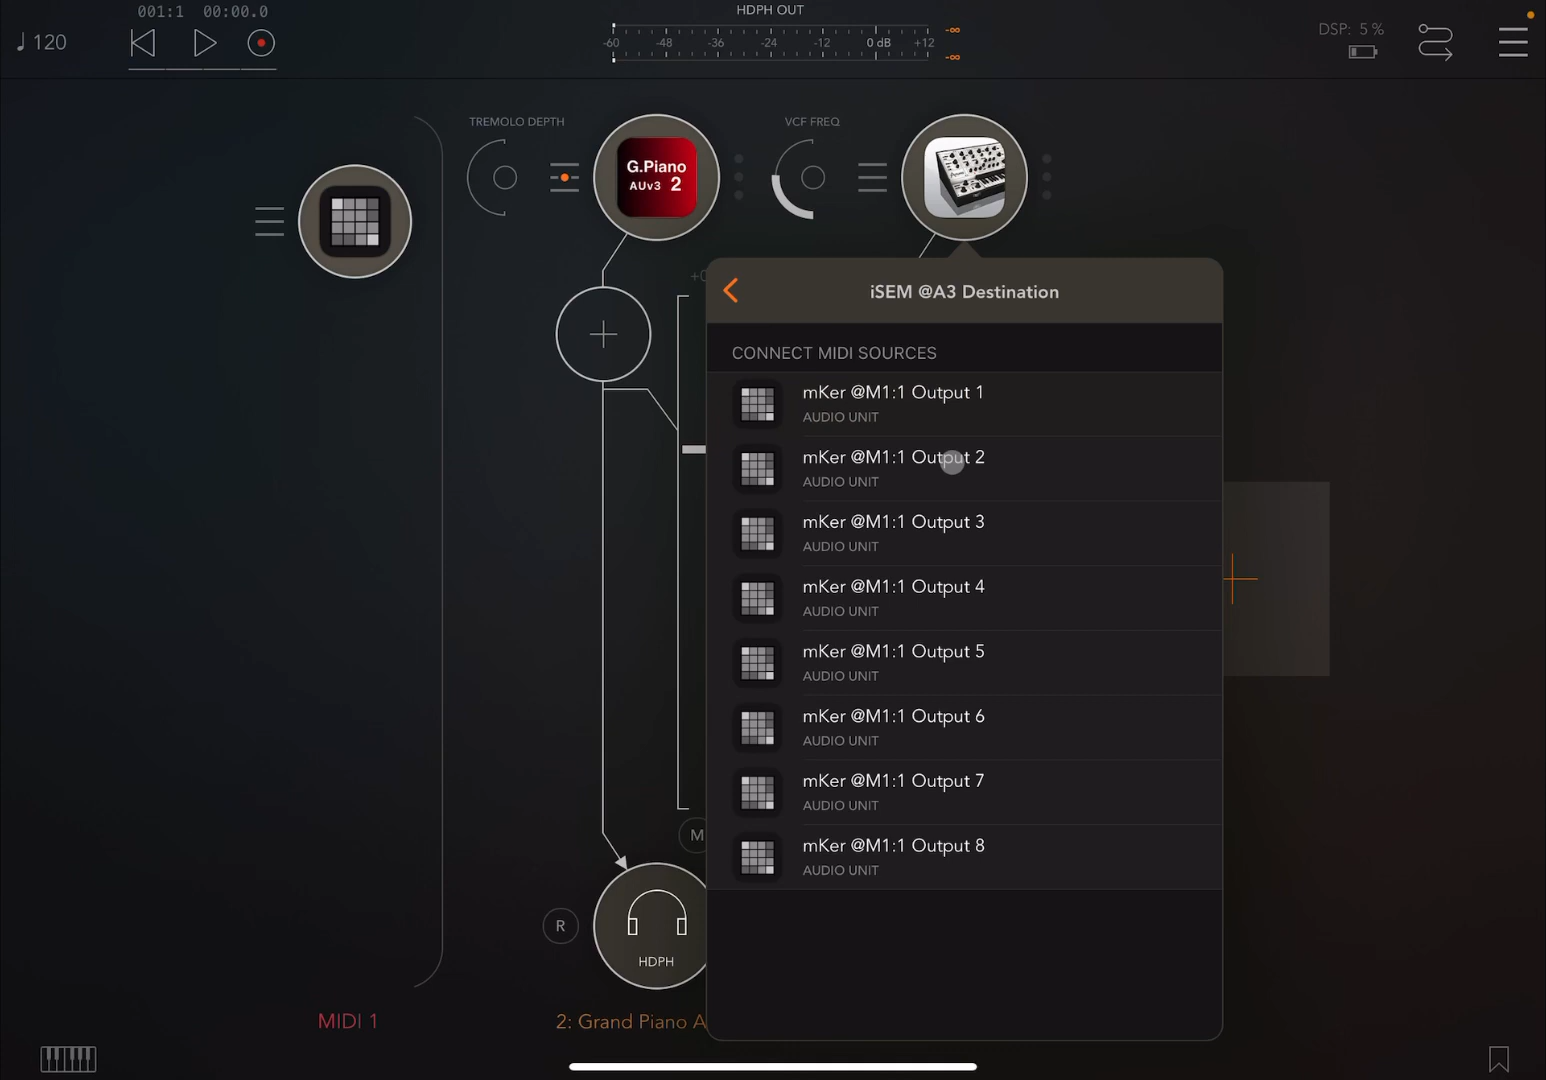 001:1 00:00.0
HDPH OUT
♩ 120
-60 -48 -36 -24 -12 0 dB +12
-∞
-∞
DSP: 5 %
TREMOLO DEPTH
VCF FREQ
G.Piano
AUv3 2
iSEM @A3 Destination
CONNECT MIDI SOURCES
mKer @M1:1 Output 1
AUDIO UNIT
mKer @M1:1 Output 2
AUDIO UNIT
mKer @M1:1 Output 3
AUDIO UNIT
mKer @M1:1 Output 4
AUDIO UNIT
mKer @M1:1 Output 5
AUDIO UNIT
mKer @M1:1 Output 6
AUDIO UNIT
mKer @M1:1 Output 7
AUDIO UNIT
mKer @M1:1 Output 8
AUDIO UNIT
M
R
HDPH
MIDI 1
2: Grand Piano A